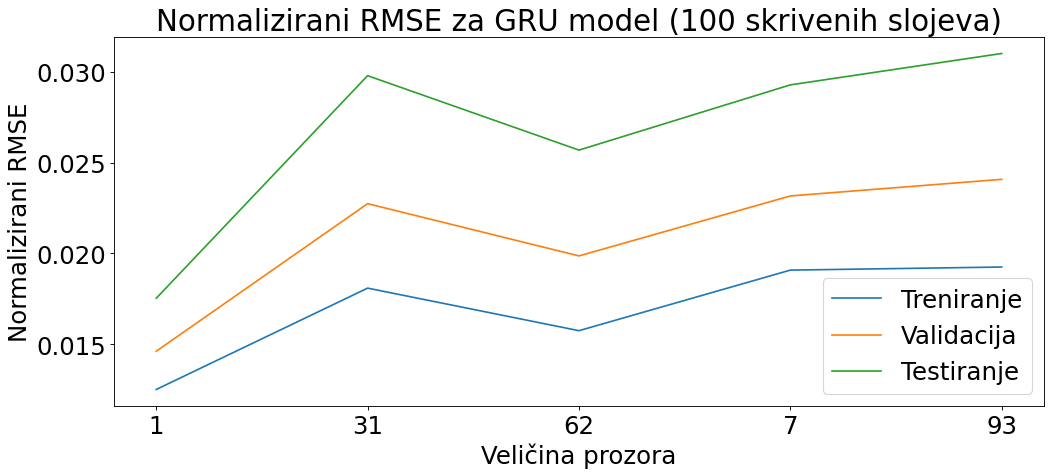 Normalizirani RMSE za GRU model (100 skrivenih slojeva)
Normalizirani RMSE
0.030
0.025
0.020
0.015
1 31 62 7 93
Veličina prozora
Treniranje
Validacija
Testiranje